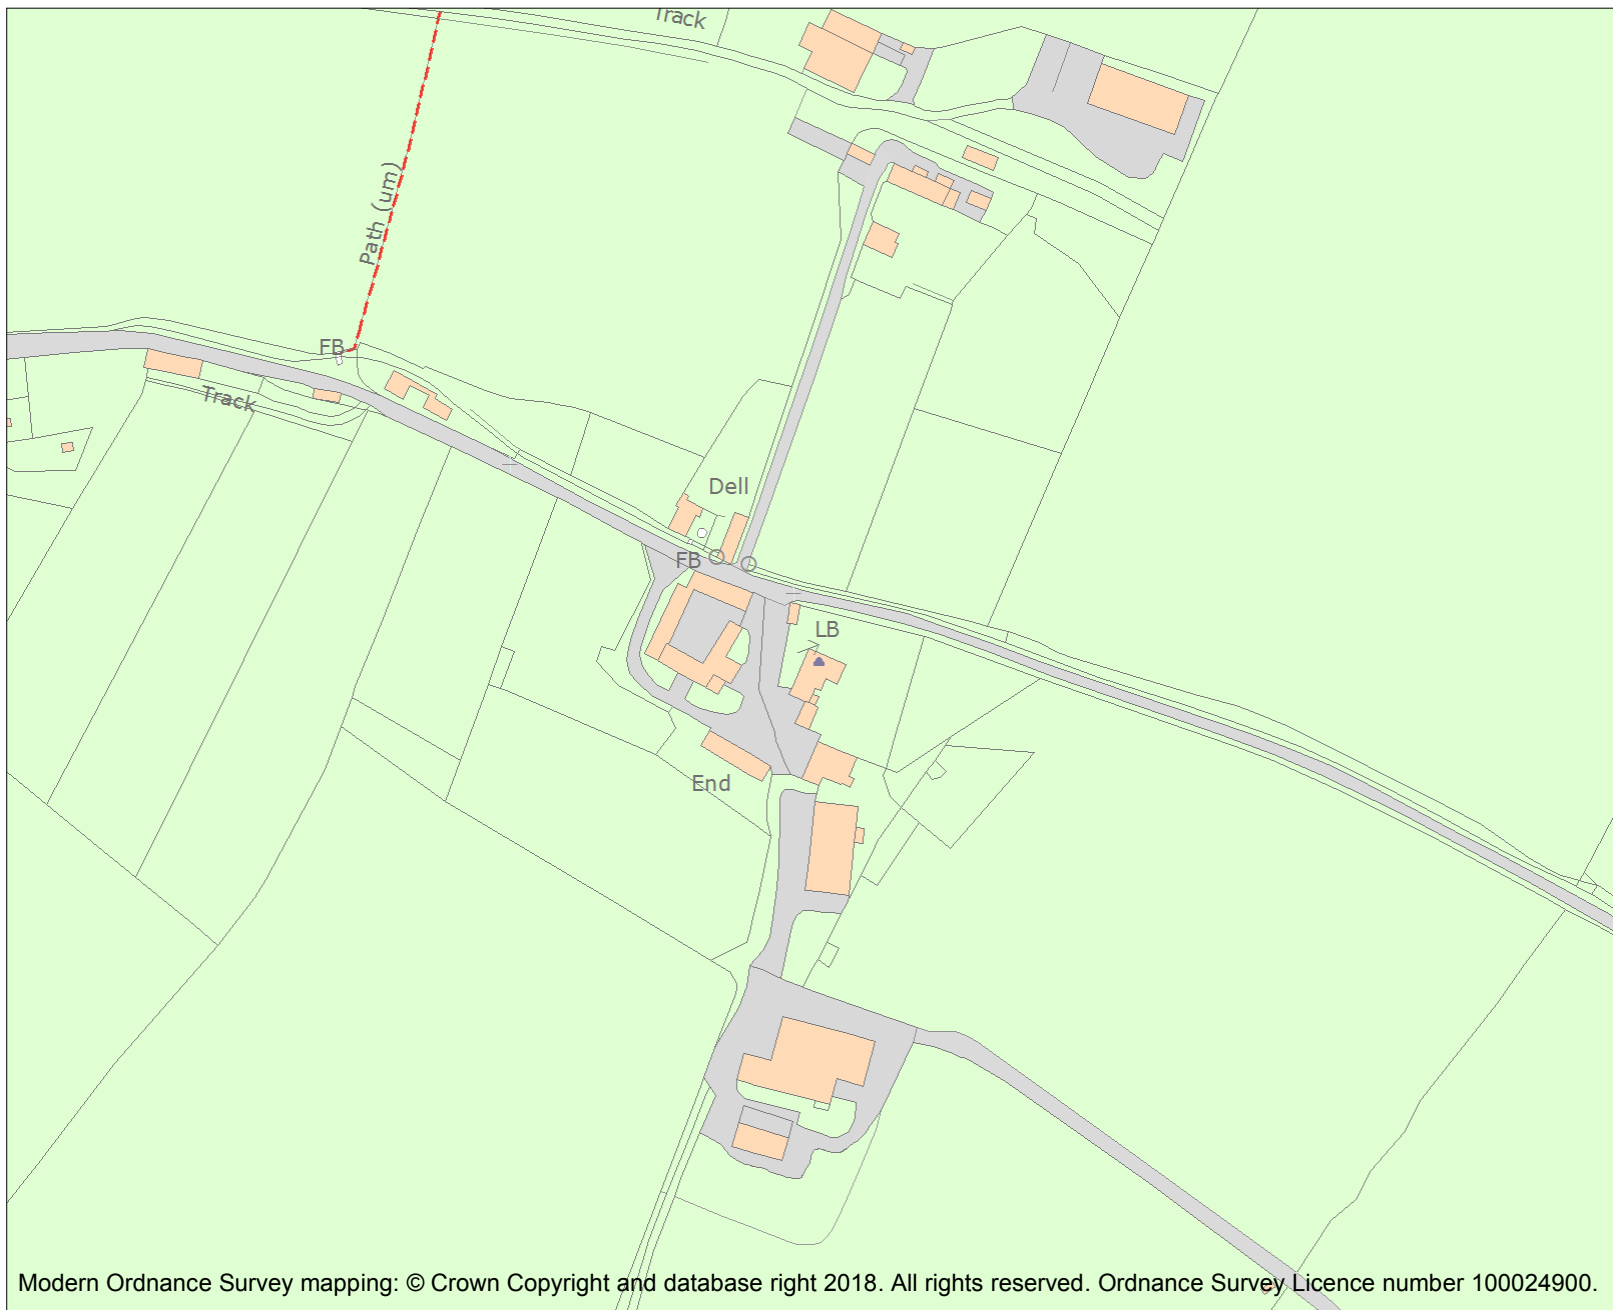 Track
Path (um)
FB
Track
Dell
FB
LB
End
Modern Ordnance Survey mapping: © Crown Copyright and database right 2018. All rights reserved. Ordnance Survey Licence number 100024900.